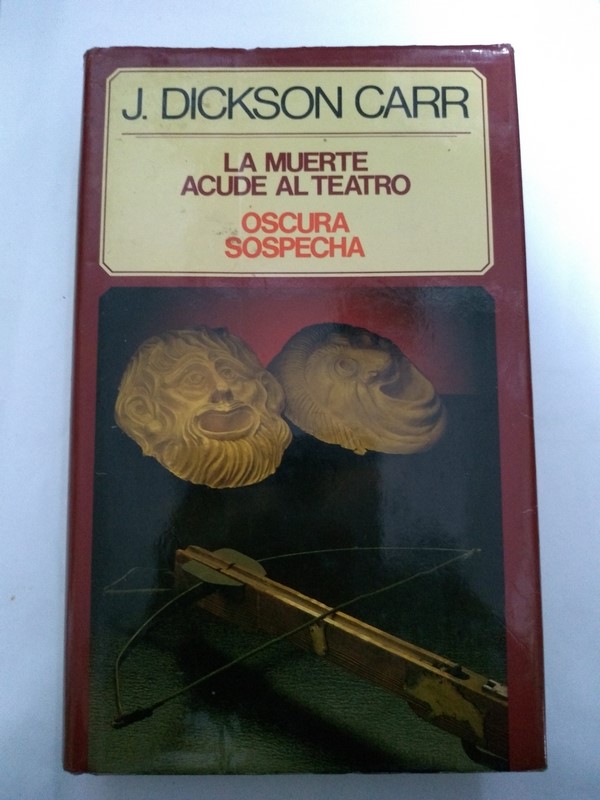 J. DICKSON CARR
LA MUERTE
ACUDE AL TEATRO
OSCURA
SOSPECHA